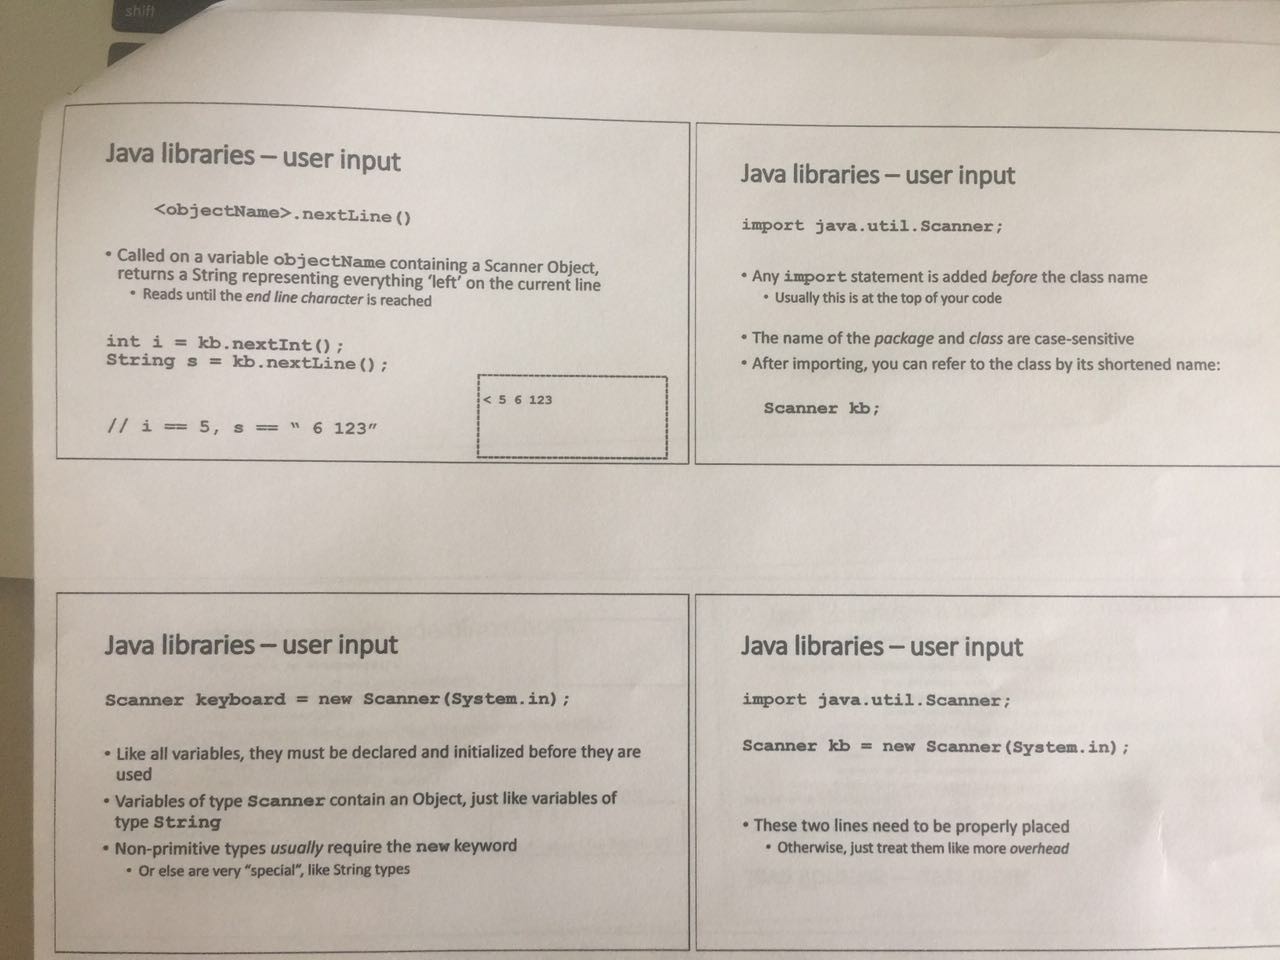 shift
Java libraries – user input
<objectName>.nextLine()
• Called on a variable objectName containing a Scanner Object,
returns a String representing everything 'left' on the current line
• Reads until the end line character is reached
int i = kb.nextInt();
String s = kb.nextLine();
< 5 6 123
// i == 5, s == " 6 123"
Java libraries – user input
import java.util.Scanner;
• Any import statement is added before the class name
• Usually this is at the top of your code
• The name of the package and class are case-sensitive
• After importing, you can refer to the class by its shortened name:
Scanner kb;
Java libraries – user input
Scanner keyboard = new Scanner(System.in);
• Like all variables, they must be declared and initialized before they are
used
• Variables of type Scanner contain an Object, just like variables of
type String
• Non-primitive types usually require the new keyword
• Or else are very "special", like String types
Java libraries – user input
import java.util.Scanner;
Scanner kb = new Scanner(System.in);
• These two lines need to be properly placed
• Otherwise, just treat them like more overhead